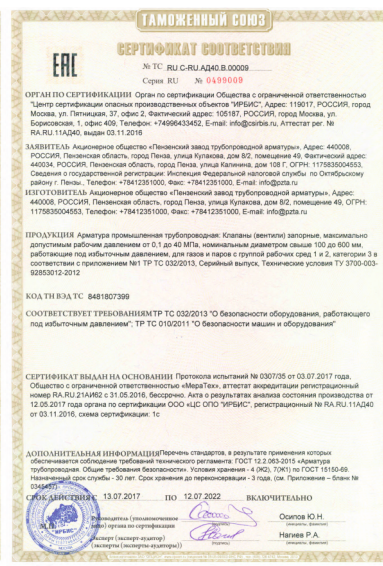 ТАМОЖЕННЫЙ СОЮЗ
СЕРТИФИКАТ СООТВЕТСТВИЯ
ЕАС
№ ТС RU C-RU.АД40.В.00009
Серия RU № 0499009
ОРГАН ПО СЕРТИФИКАЦИИ Орган по сертификации Общества с ограниченной ответственностью
"Центр сертификации опасных производственных объектов "ИРБИС", Адрес: 119017, РОССИЯ, город
Москва, ул. Пятницкая, 37, офис 2, Фактический адрес: 105187, РОССИЯ, город Москва, ул.
Борисовская, 1, офис 409, Телефон: +74996433452, E-mail: info@csirbis.ru, Аттестат рег. №
RA.RU.11АД40, выдан 03.11.2016
ЗАЯВИТЕЛЬ Акционерное общество «Пензенский завод трубопроводной арматуры», Адрес: 440008,
РОССИЯ, Пензенская область, город Пенза, улица Кулакова, дом 8/2, помещение 49, Фактический адрес:
440034, РОССИЯ, Пензенская область, город Пенза, улица Калинина, дом 108 Г, ОГРН: 1175835004553,
Сведения о государственной регистрации: Инспекция Федеральной налоговой службы по Октябрьскому
району г. Пензы., Телефон: +78412351000, Факс: +78412351000, E-mail: info@pzta.ru
ИЗГОТОВИТЕЛЬ Акционерное общество «Пензенский завод трубопроводной арматуры», Адрес:
440008, РОССИЯ, Пензенская область, город Пенза, улица Кулакова, дом 8/2, помещение 49, ОГРН:
1175835004553, Телефон: +78412351000, Факс: +78412351000, E-mail: info@pzta.ru
ПРОДУКЦИЯ Арматура промышленная трубопроводная: Клапаны (вентили) запорные, максимально
допустимым рабочим давлением от 0,1 до 40 МПа, номинальным диаметром свыше 100 до 600 мм,
работающие под избыточным давлением, для газов и паров с группой рабочих сред 1 и 2, категории 3 в
соответствии с приложением №1 ТР ТС 032/2013, Серийный выпуск, Технические условия ТУ 3700-003-
92853012-2012
КОД ТН ВЭД ТС 8481807399
СООТВЕТСТВУЕТ ТРЕБОВАНИЯМ ТР ТС 032/2013 "О безопасности оборудования, работающего
под избыточным давлением"; ТР ТС 010/2011 "О безопасности машин и оборудования"
СЕРТИФИКАТ ВЫДАН НА ОСНОВАНИИ Протокола испытаний № 0307/35 от 03.07.2017 года,
Общество с ограниченной ответственностью «МераТех», аттестат аккредитации регистрационный
номер RA.RU.21АИ62 с 31.05.2016, бессрочно. Акта о результатах анализа состояния производства от
12.05.2017 года органа по сертификации ООО «ЦС ОПО "ИРБИС", регистрационный № RA.RU.11АД40
от 03.11.2016, схема сертификации: 1с
ДОПОЛНИТЕЛЬНАЯ ИНФОРМАЦИЯ Перечень стандартов, в результате применения которых
обеспечивается соблюдение требований технического регламента: ГОСТ 12.2.063-2015 «Арматура
трубопроводная. Общие требования безопасности». Условия хранения - 4 (Ж2), 7(Ж1) по ГОСТ 15150-69.
Назначенный срок службы - 30 лет. Срок хранения до переконсервации - 3 года, (см. Приложение – бланк №
СРОК ДЕЙСТВИЯ С 13.07.2017 ПО 12.07.2022 ВКЛЮЧИТЕЛЬНО
Руководитель (уполномоченное Осипов Ю.Н.
лицо) органа по сертификации (подпись) (инициалы, фамилия)
М.П.
"ИРБИС"
Эксперт (эксперт-аудитор) Нагиев Р.А.
(эксперты (эксперты-аудиторы)) (подпись) (инициалы, фамилия)